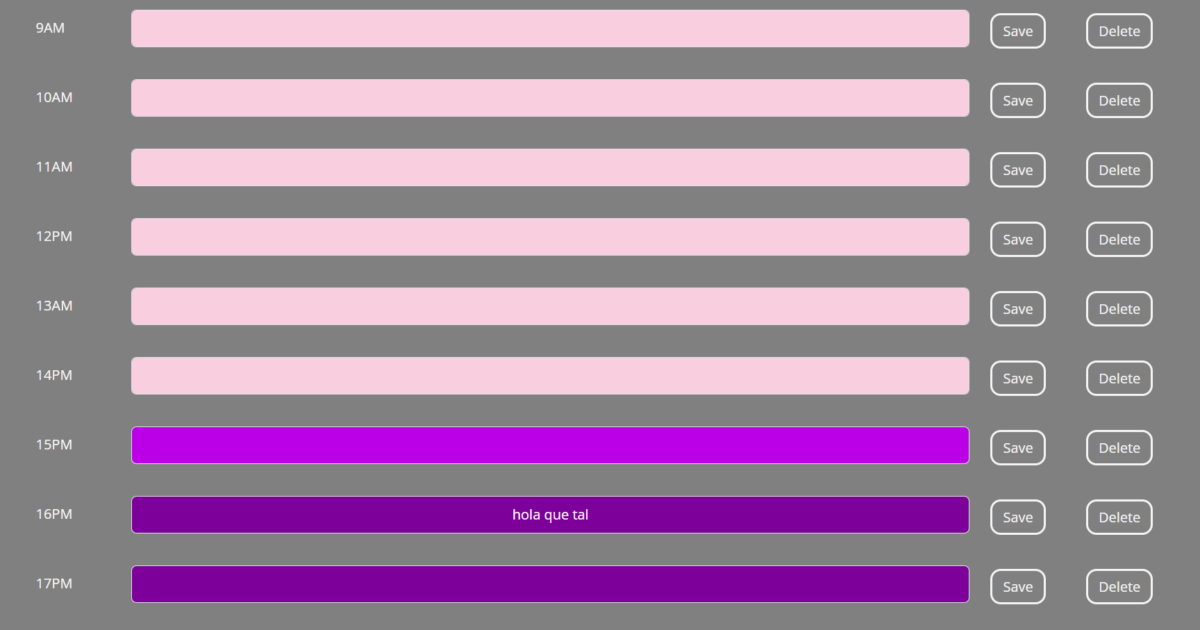 9AM Save Delete
10AM Save Delete
11AM Save Delete
12PM Save Delete
13AM Save Delete
14PM Save Delete
15PM Save Delete
16PM hola que tal Save Delete
17PM Save Delete